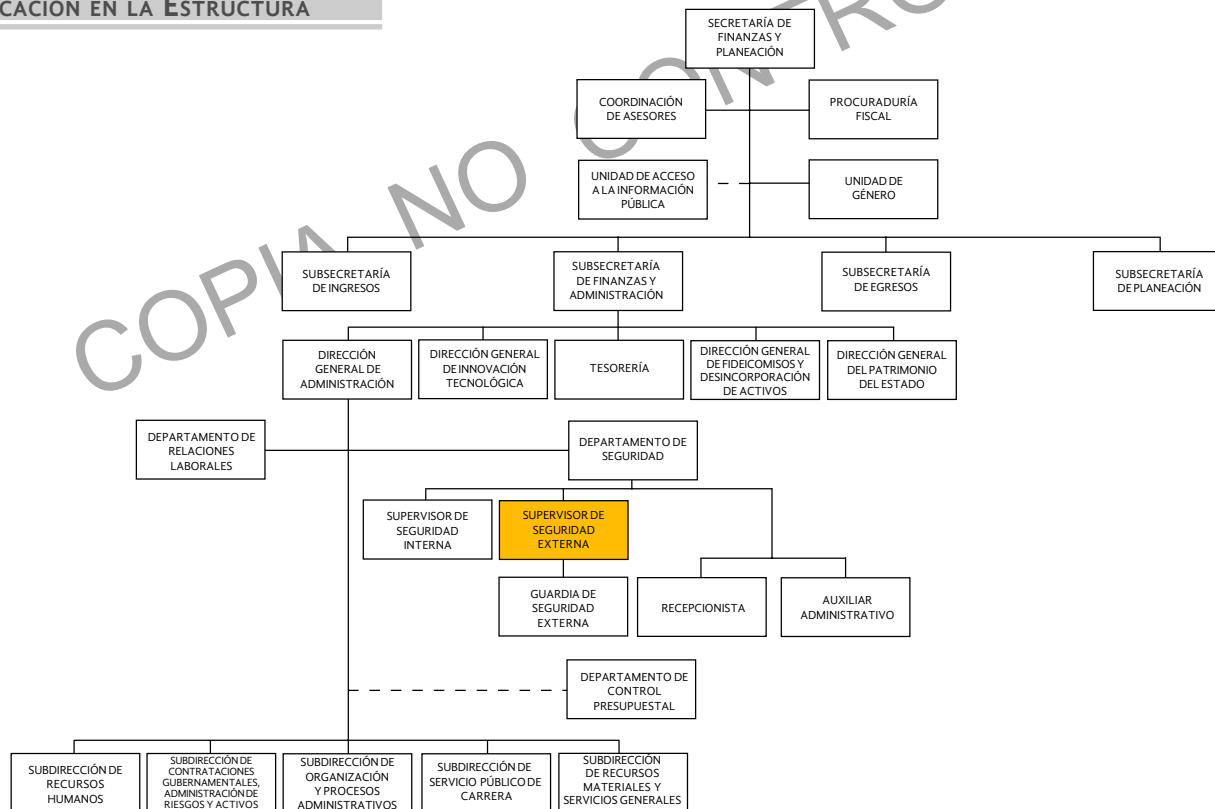 CACIÓN EN LA ESTRUCTURA
COPIA NO
SECRETARÍA DE
FINANZAS Y
PLANEACIÓN
COORDINACIÓN
DE ASESORES
PROCURADURÍA
FISCAL
UNIDAD DE ACCESO
A LA INFORMACIÓN
PÚBLICA
UNIDAD DE
GÉNERO
SUBSECRETARÍA
DE INGRESOS
SUBSECRETARÍA
DE FINANZAS Y
ADMINISTRACIÓN
SUBSECRETARÍA
DE EGRESOS
SUBSECRETARÍA
DE PLANEACIÓN
DIRECCIÓN
GENERAL DE
ADMINISTRACIÓN
DIRECCIÓN GENERAL
DE INNOVACIÓN
TECNOLÓGICA
TESORERÍA
DIRECCIÓN GENERAL
DE FIDEICOMISOS Y
DESINCORPORACIÓN
DE ACTIVOS
DIRECCIÓN GENERAL
DEL PATRIMONIO
DEL ESTADO
DEPARTAMENTO DE
RELACIONES
LABORALES
DEPARTAMENTO DE
SEGURIDAD
SUPERVISOR DE
SEGURIDAD
INTERNA
SUPERVISOR DE
SEGURIDAD
EXTERNA
GUARDIA DE
SEGURIDAD
EXTERNA
RECEPCIONISTA
AUXILIAR
ADMINISTRATIVO
DEPARTAMENTO DE
CONTROL
PRESUPUESTAL
SUBDIRECCIÓN DE
RECURSOS
HUMANOS
SUBDIRECCIÓN DE
CONTRATACIONES
GUBERNAMENTALES,
ADMINISTRACIÓN DE
RIESGOS Y ACTIVOS
SUBDIRECCIÓN DE
ORGANIZACIÓN
Y PROCESOS
ADMINISTRATIVOS
SUBDIRECCIÓN DE
SERVICIO PÚBLICO DE
CARRERA
SUBDIRECCIÓN
DE RECURSOS
MATERIALES Y
SERVICIOS GENERALES